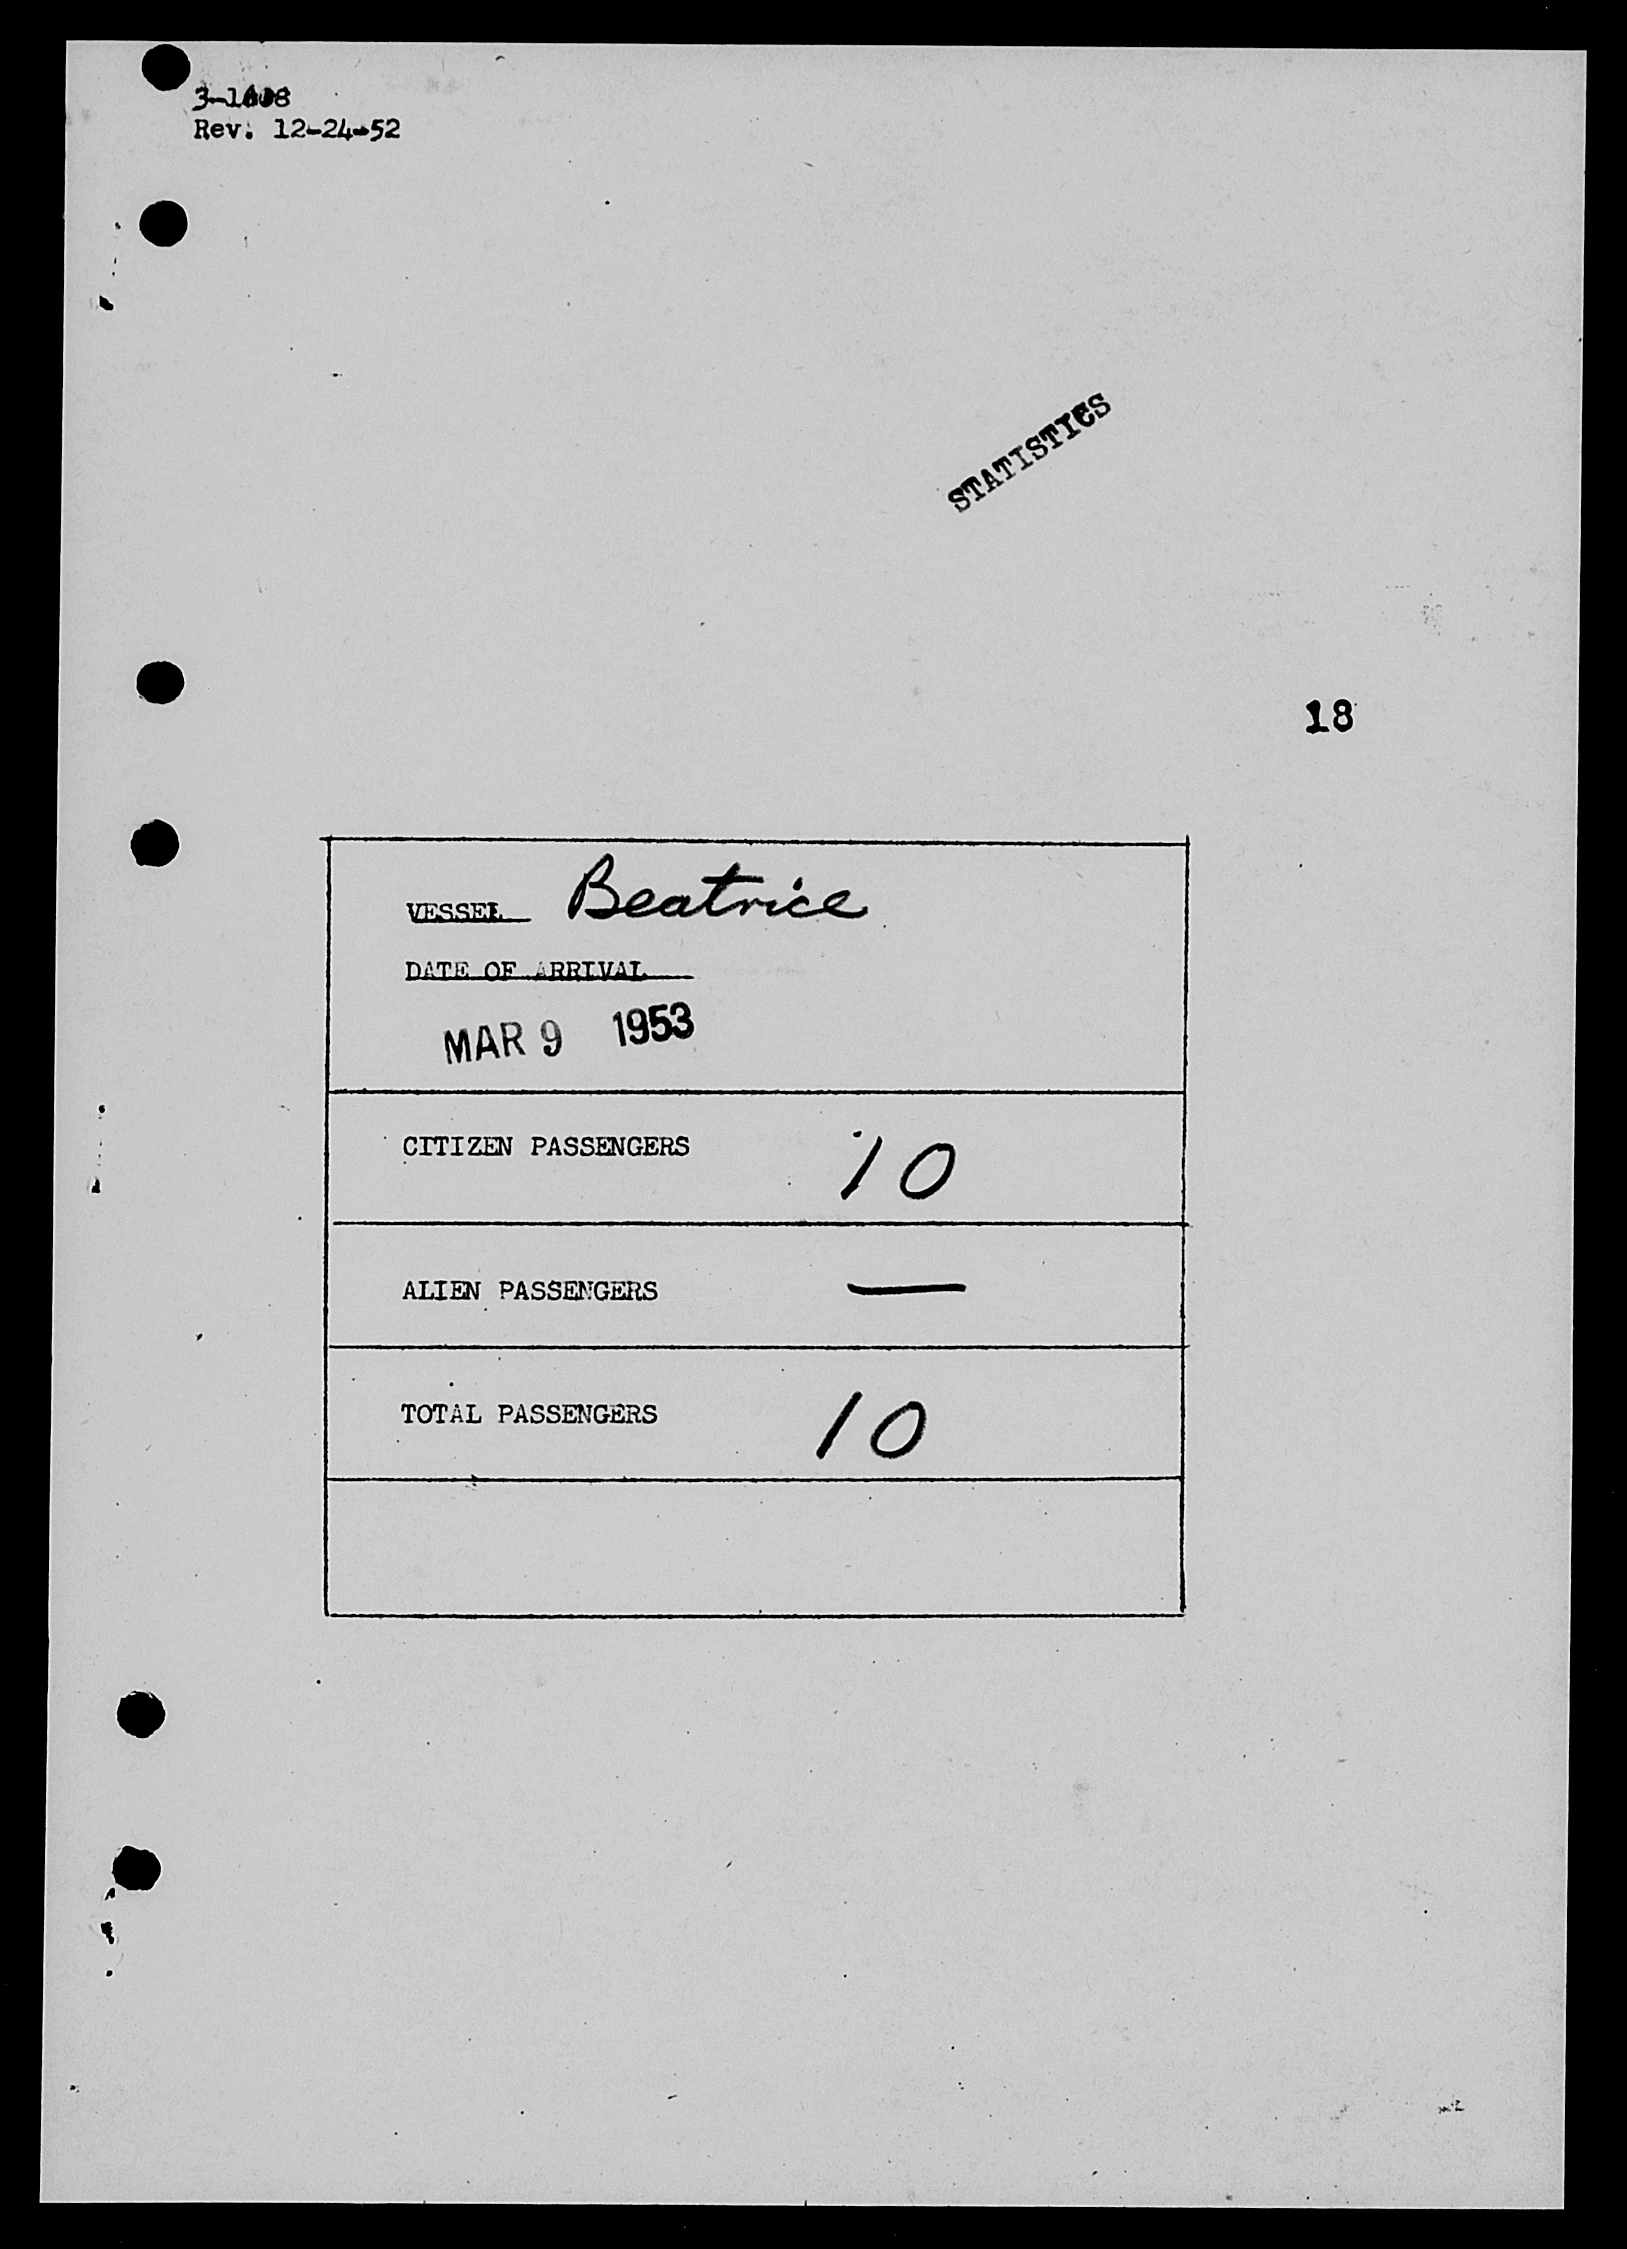 Rev. 12-24-52
STATISTICS
18
VESSEL Beatrice
DATE OF ARRIVAL
MAR 9 1953
CITIZEN PASSENGERS 10
ALIEN PASSENGERS —
TOTAL PASSENGERS 10